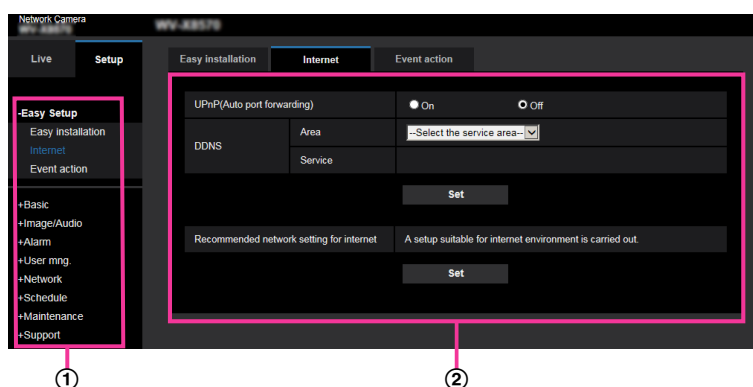 Network Camera
WV-X8570
Live
Setup
Easy installation
Internet
Event action
-Easy Setup
Easy installation
Internet
Event action
+Basic
+Image/Audio
+Alarm
+User mng.
+Network
+Schedule
+Maintenance
+Support
UPnP(Auto port forwarding)
On
Off
DDNS
Area
--Select the service area--
Service
Set
Recommended network setting for internet
A setup suitable for internet environment is carried out.
Set
①
②